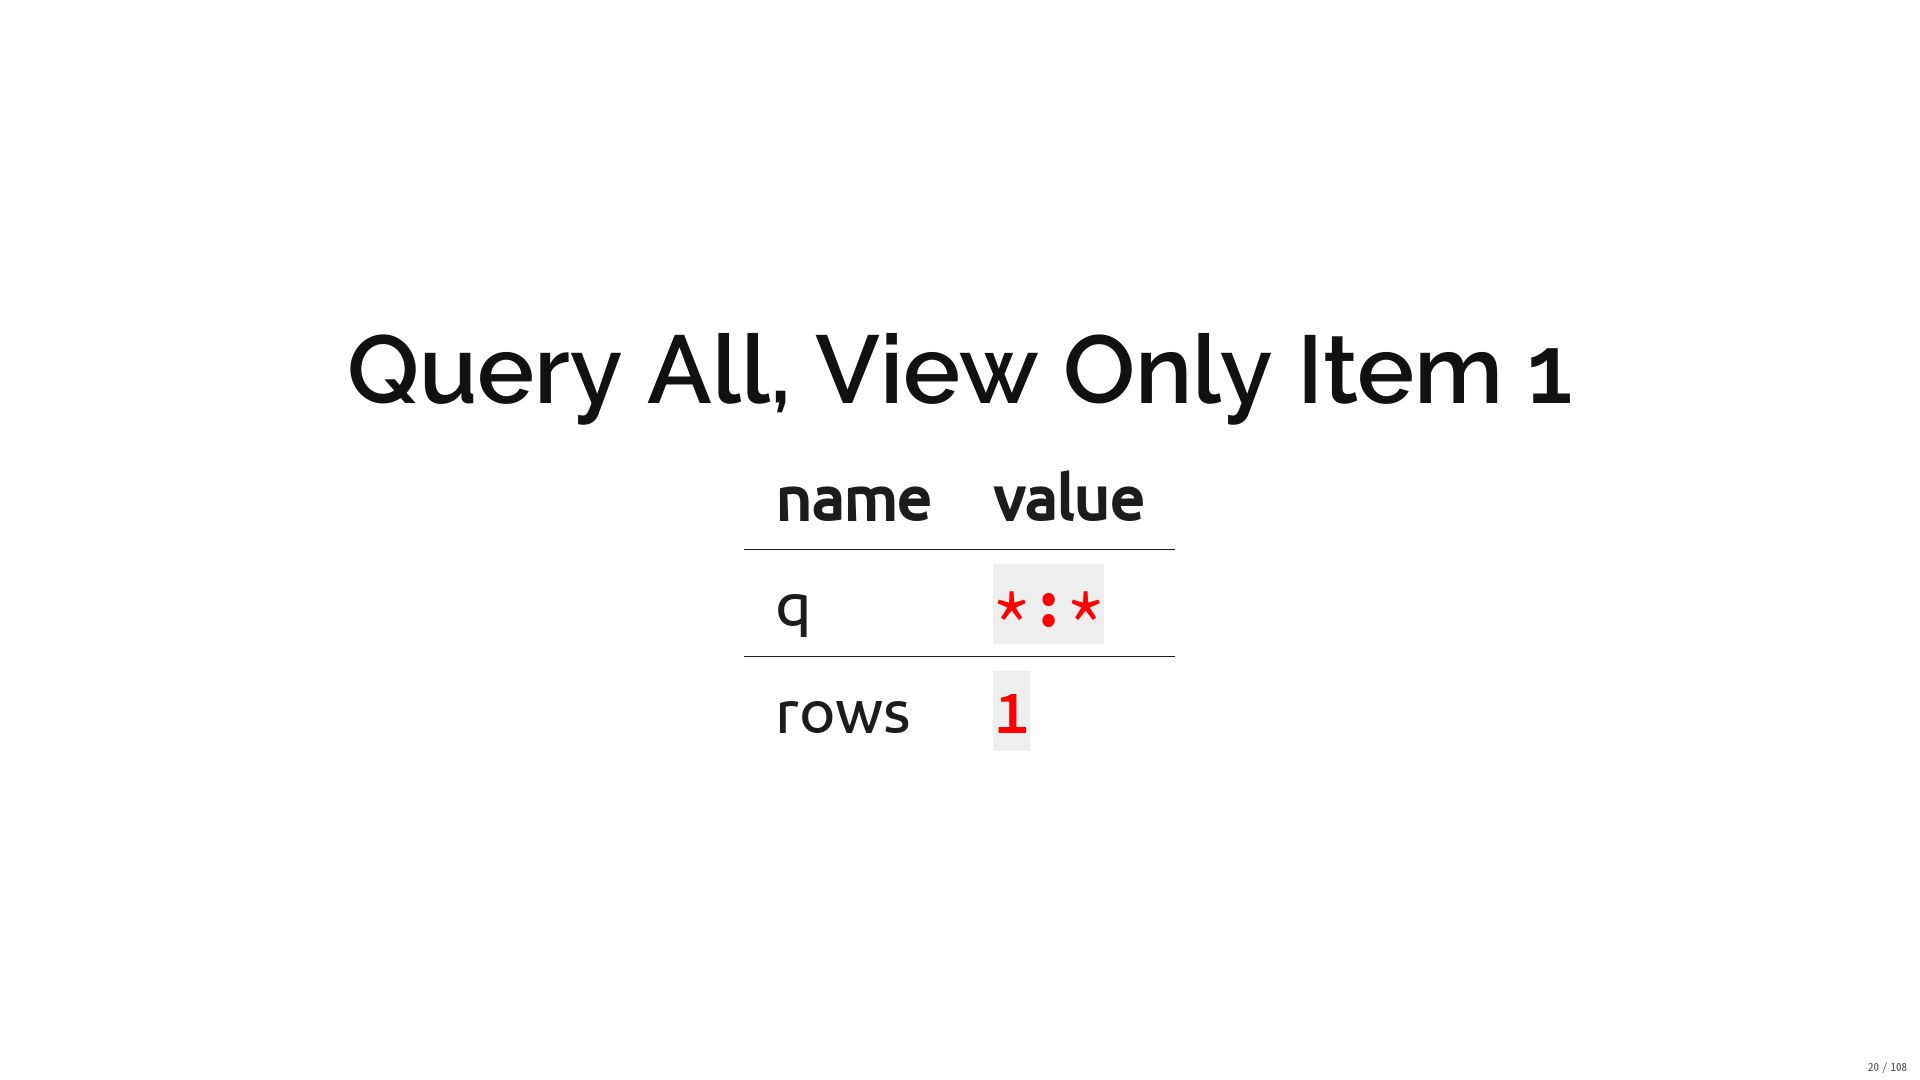 Query All, View Only Item 1
name value
q *:*
rows 1
20 / 108